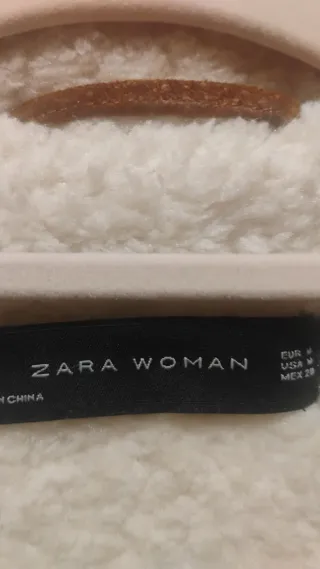 ZARA WOMAN
EUR M
USA M
MEX 28
N CHINA